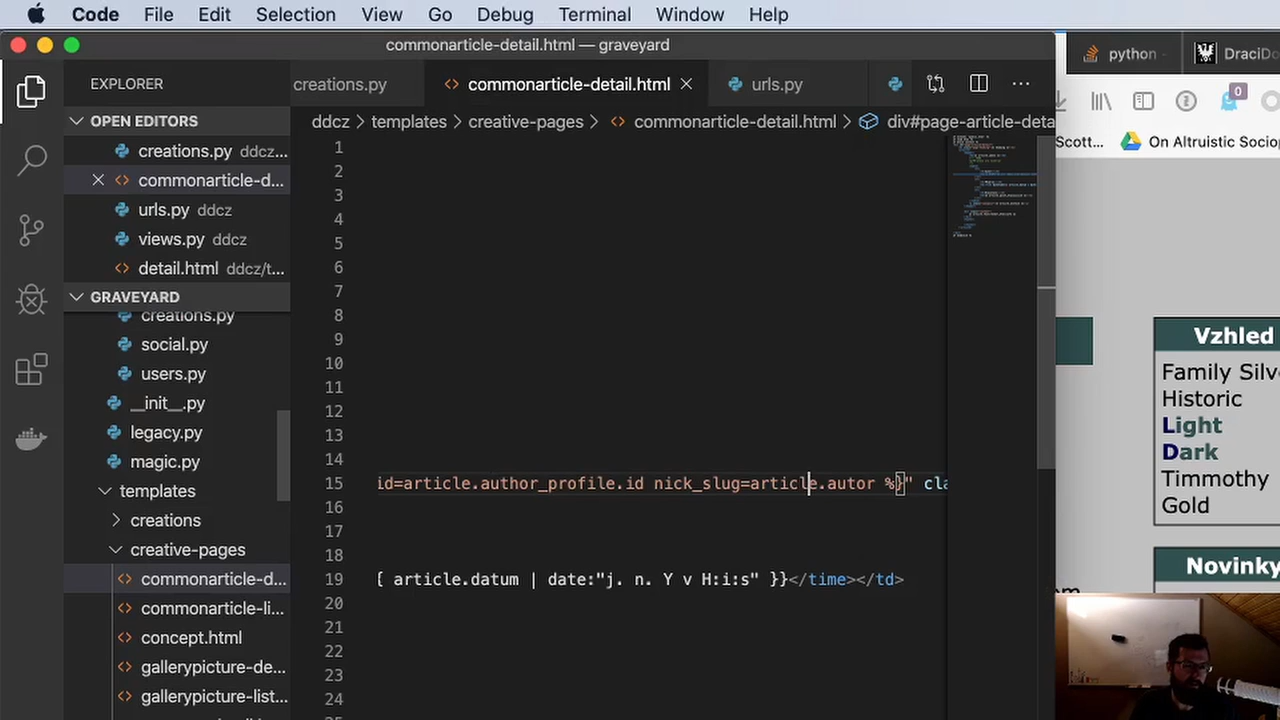 Code File Edit Selection View Go Debug Terminal Window Help
commonarticle-detail.html — graveyard
EXPLORER
creations.py
commonarticle-detail.html
urls.py
python
DraciDo
OPEN EDITORS
ddcz > templates > creative-pages > commonarticle-detail.html > div#page-article-deta
0
creations.py ddcz...
commonarticle-d...
urls.py ddcz
views.py ddcz
detail.html ddcz/t...
GRAVEYARD
creations.py
social.py
users.py
__init__.py
legacy.py
magic.py
templates
creations
creative-pages
commonarticle-d...
commonarticle-li...
concept.html
gallerypicture-de...
gallerypicture-list...
1
2
3
4
5
6
7
8
9
10
11
12
13
14
15 id=article.author_profile.id nick_slug=article.autor %}" cla
16
17
18
19 { article.datum | date:"j. n. Y v H:i:s" }}</time></td>
20
21
22
23
24
Scott...
On Altruistic Sociop
Vzhled
Family Silve
Historic
Light
Dark
Timmothy
Gold
Novinky